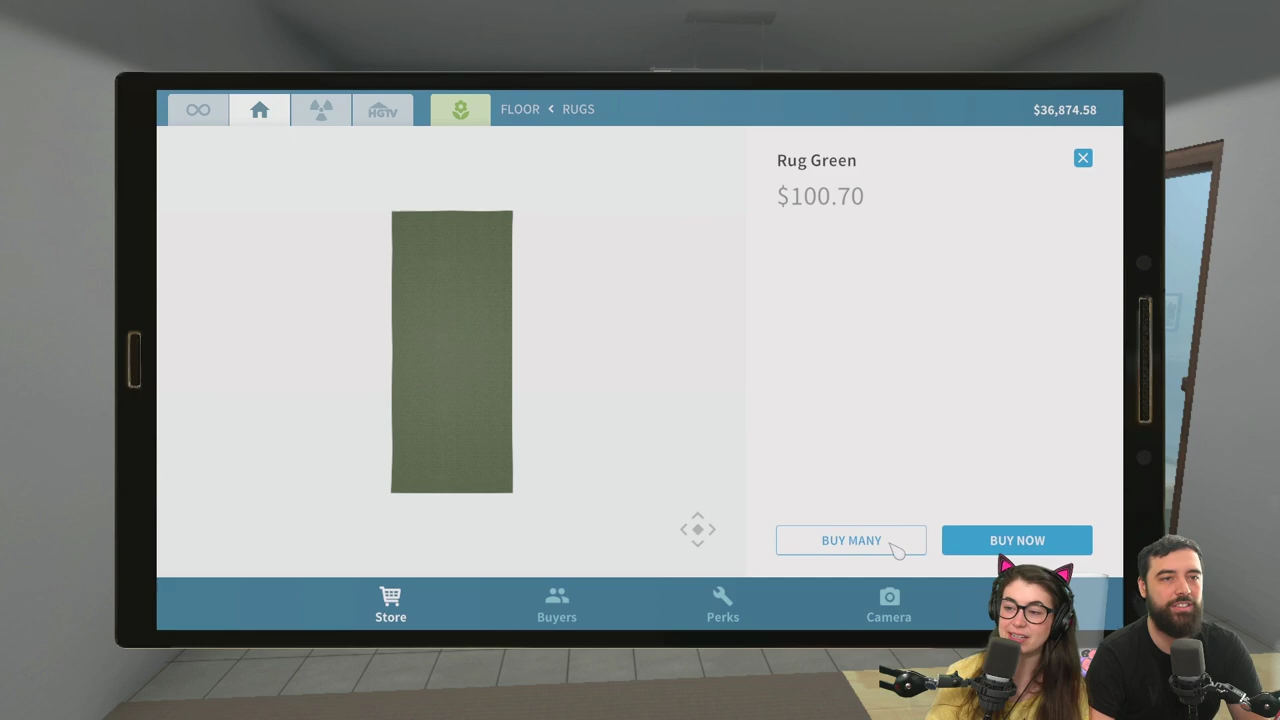 HGTV
FLOOR < RUGS
$36,874.58
Rug Green
$100.70
BUY MANY
BUY NOW
Store
Buyers
Perks
Camera